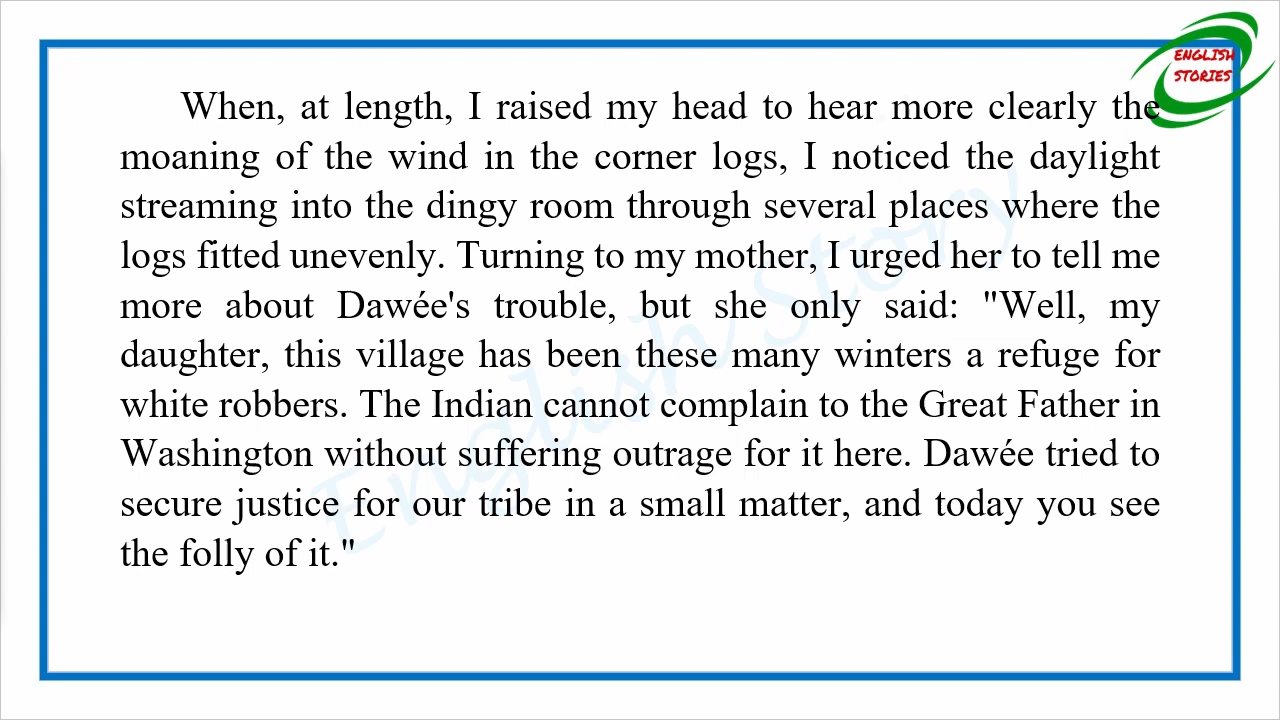 ENGLISH
STORIES
When, at length, I raised my head to hear more clearly the
moaning of the wind in the corner logs, I noticed the daylight
streaming into the dingy room through several places where the
logs fitted unevenly. Turning to my mother, I urged her to tell me
more about Dawée's trouble, but she only said: "Well, my
daughter, this village has been these many winters a refuge for
white robbers. The Indian cannot complain to the Great Father in
Washington without suffering outrage for it here. Dawée tried to
secure justice for our tribe in a small matter, and today you see
the folly of it."
English Story